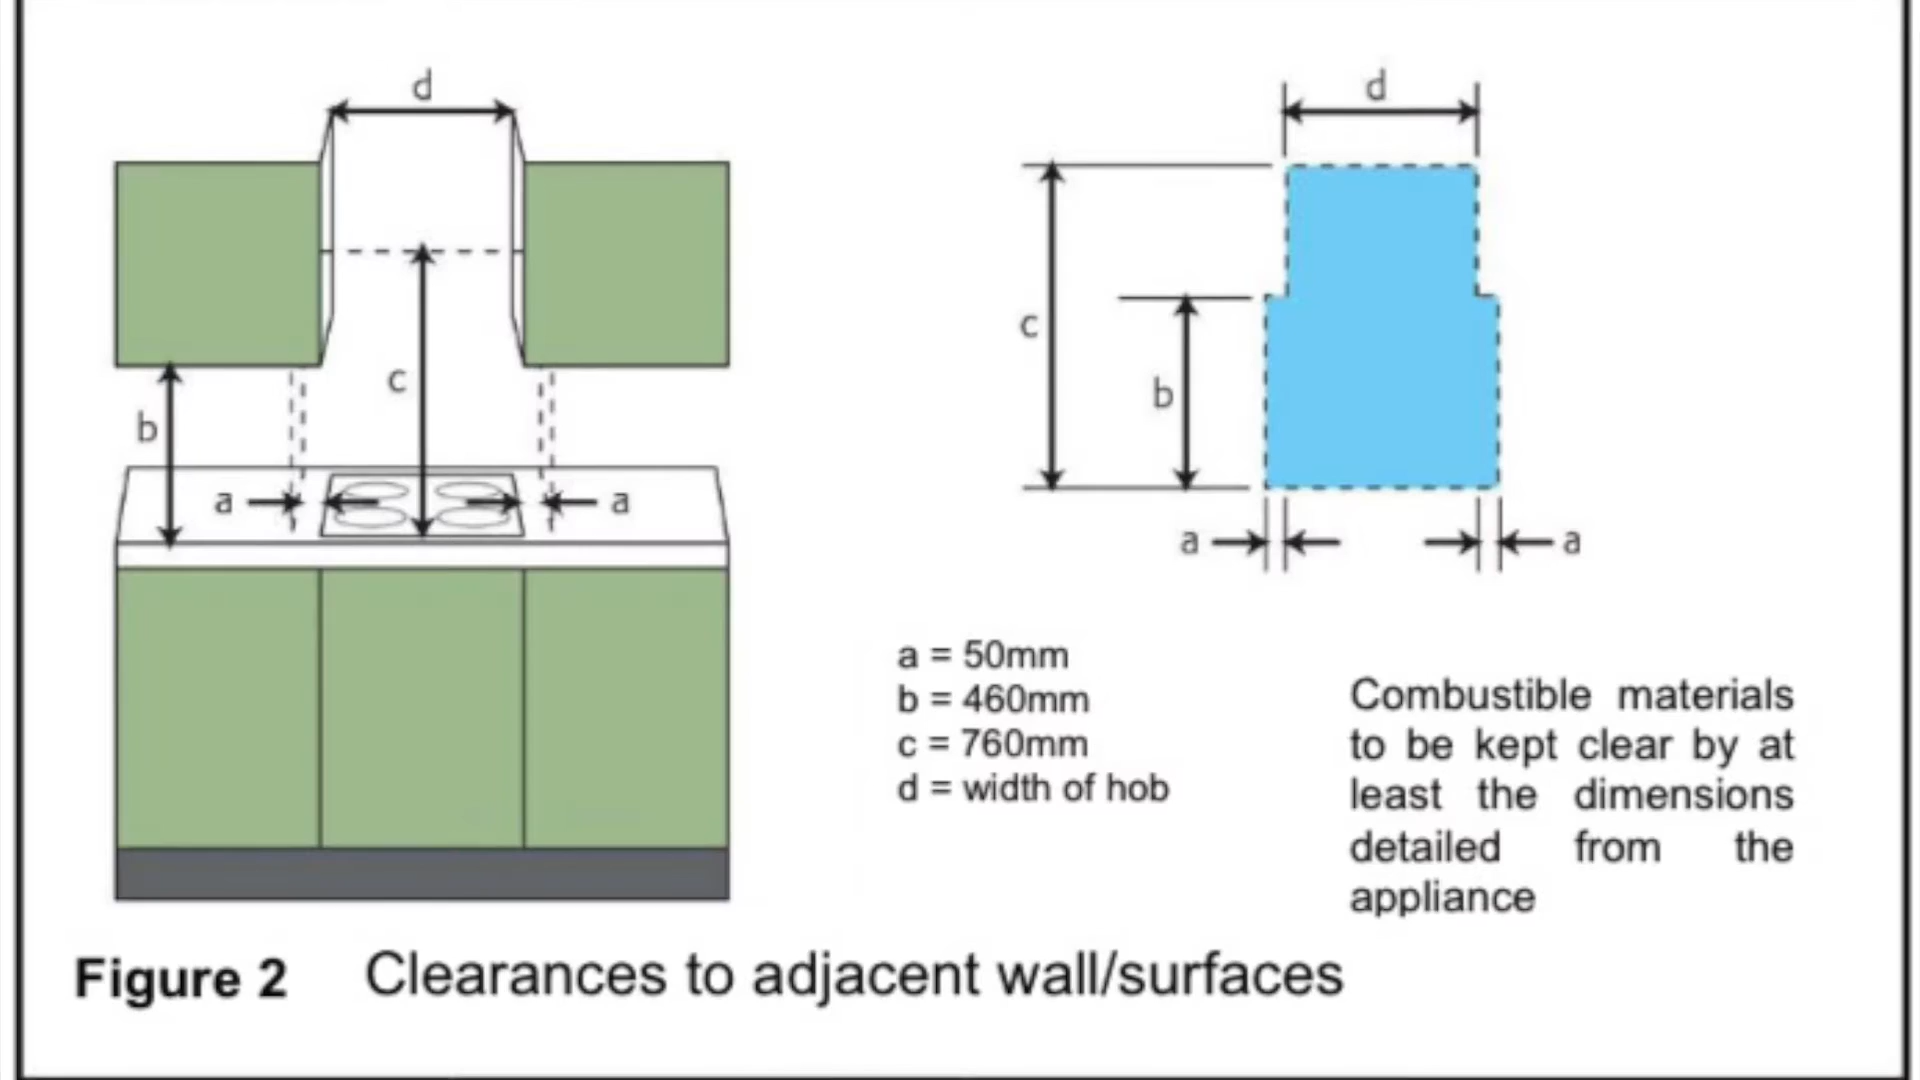 d
d
c
b
c
b
a
a
a
a
a = 50mm
b = 460mm
c = 760mm
d = width of hob
Combustible materials
to be kept clear by at
least the dimensions
detailed from the
appliance
Figure 2 Clearances to adjacent wall/surfaces